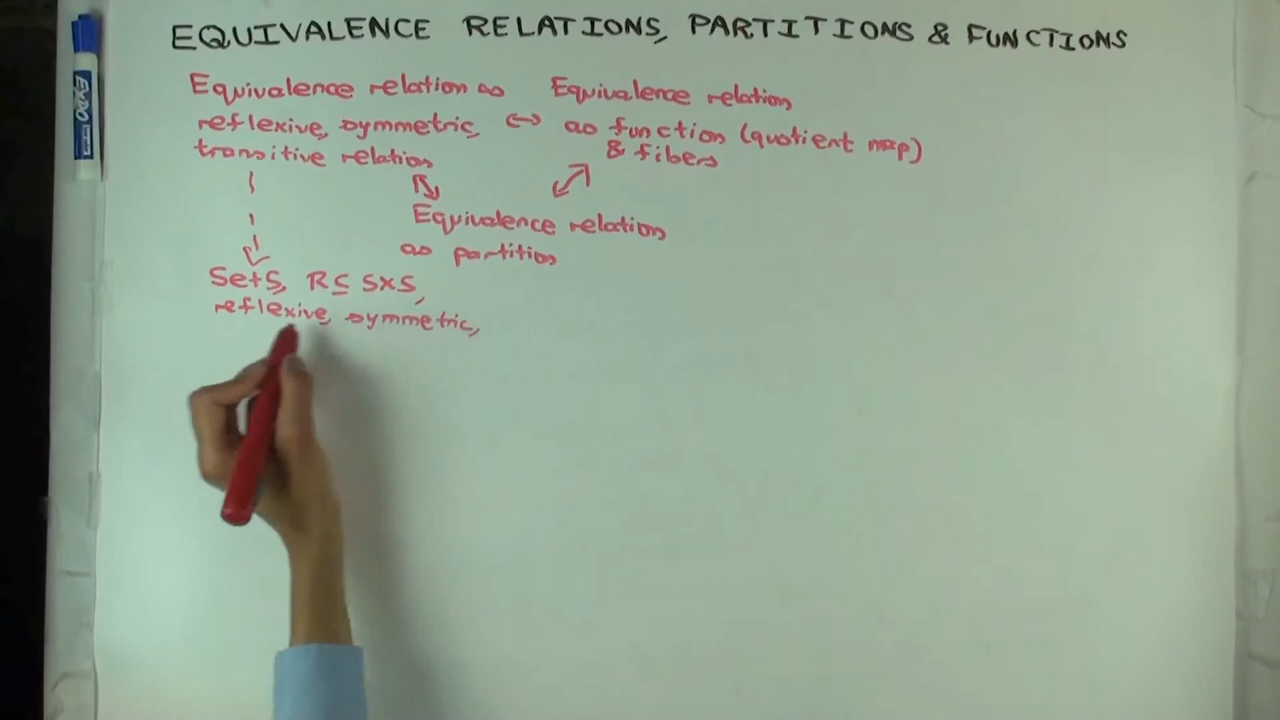 EQUIVALENCE RELATIONS, PARTITIONS & FUNCTIONS
Equivalence relation as
reflexive, symmetric,
transitive relation
↔
Equivalence relation
as function (quotient map)
& fibers
Equivalence relation
as partition
Set S, R ⊆ S×S,
reflexive, symmetric,
EXPO